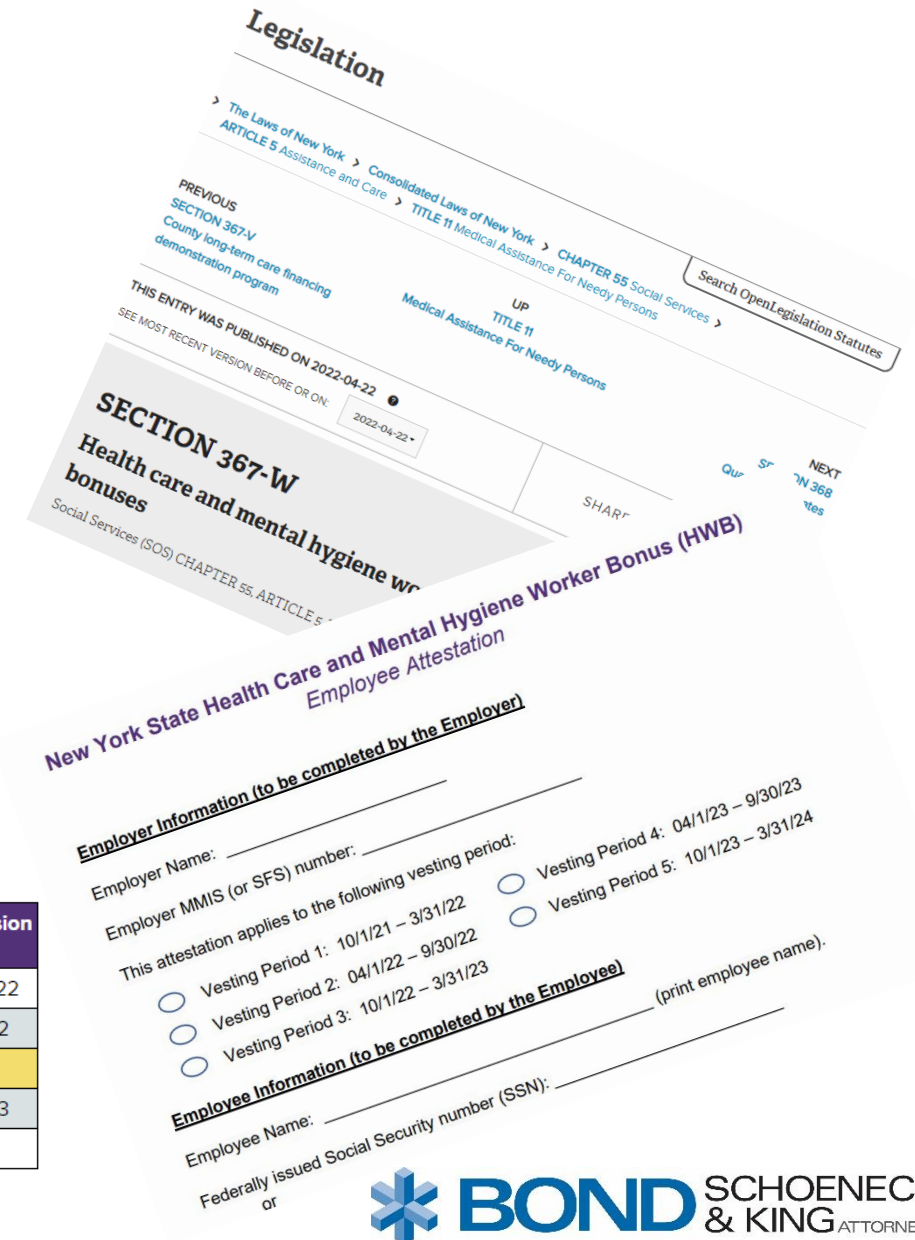 Legislation
> The Laws of New York > Consolidated Laws of New York > CHAPTER 55 Social Services >
ARTICLE 5 Assistance and Care > TITLE 11 Medical Assistance For Needy Persons
Search OpenLegislation Statutes
PREVIOUS
SECTION 367-V
County long-term care financing
demonstration program
UP
TITLE 11
Medical Assistance For Needy Persons
NEXT
368
THIS ENTRY WAS PUBLISHED ON 2022-04-22
SEE MOST RECENT VERSION BEFORE OR ON:
2022-04-22
SECTION 367-W
Health care and mental hygiene
bonuses
Social Services (SOS) CHAPTER 55, ARTICLE 5
New York State Health Care and Mental Hygiene Worker Bonus (HWB)
Employee Attestation
Employer Information (to be completed by the Employer)
Employer Name:
Employer MMIS (or SFS) number:
This attestation applies to the following vesting period:
Vesting Period 1: 10/1/21 – 3/31/22
Vesting Period 2: 04/1/22 – 9/30/22
Vesting Period 3: 10/1/22 – 3/31/23
Vesting Period 4: 04/1/23 – 9/30/23
Vesting Period 5: 10/1/23 – 3/31/24
Employee Information (to be completed by the Employee)
Employee Name: (print employee name).
Federally issued Social Security number (SSN):
or
BOND SCHOENEC
& KING ATTORNE